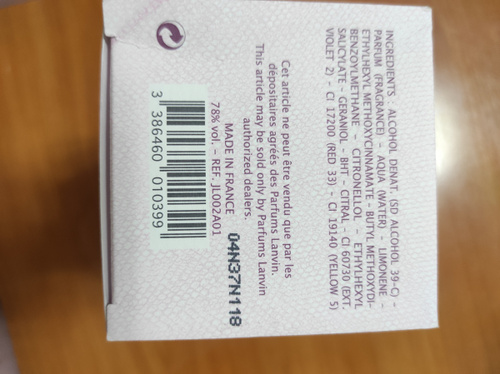 INGREDIENTS : ALCOHOL DENAT. (SD ALCOHOL 39-C) -
PARFUM (FRAGRANCE) - AQUA (WATER) - LIMONENE -
ETHYLHEXYL METHOXYCINNAMATE - BUTYL METHOXYDI-
BENZOYLMETHANE - CITRONELLOL - ETHYLHEXYL
SALICYLATE - GERANIOL - BHT - CITRAL - CI 60730 (EXT.
VIOLET 2) - CI 17200 (RED 33) - CI 19140 (YELLOW 5)
Cet article ne peut être vendu que par les
dépositaires agréés des Parfums Lanvin.
This article may be sold only by Parfums Lanvin
authorized dealers.
04N37N118
MADE IN FRANCE
78% vol. - REF. JL002A01
3 386460 010399